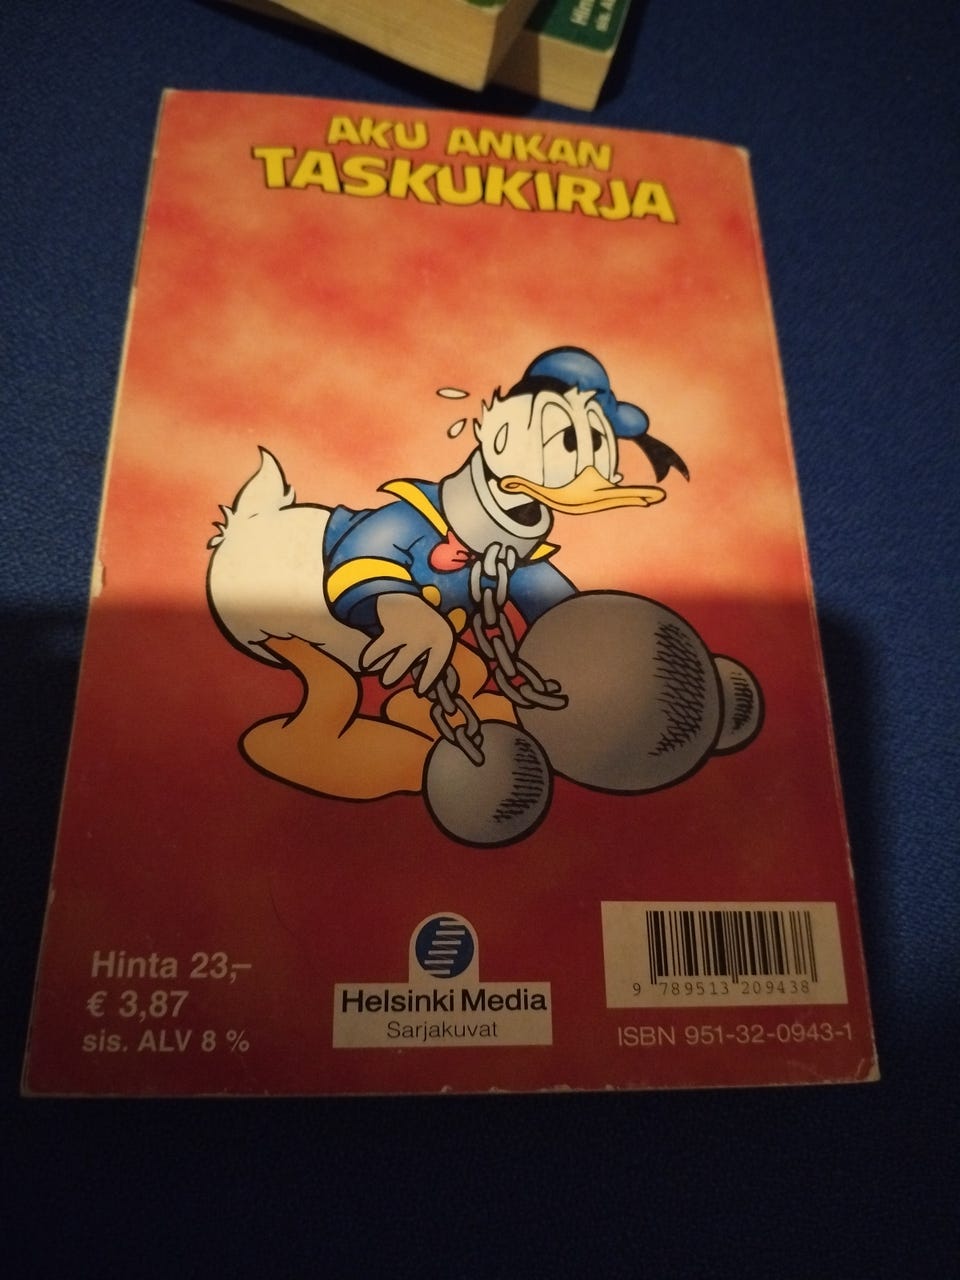 Hin
AKU ANKAN
TASKUKIRJA
Hinta 23,–
€ 3,87
sis. ALV 8 %
Helsinki Media
Sarjakuvat
9 789513 209438
ISBN 951-32-0943-1